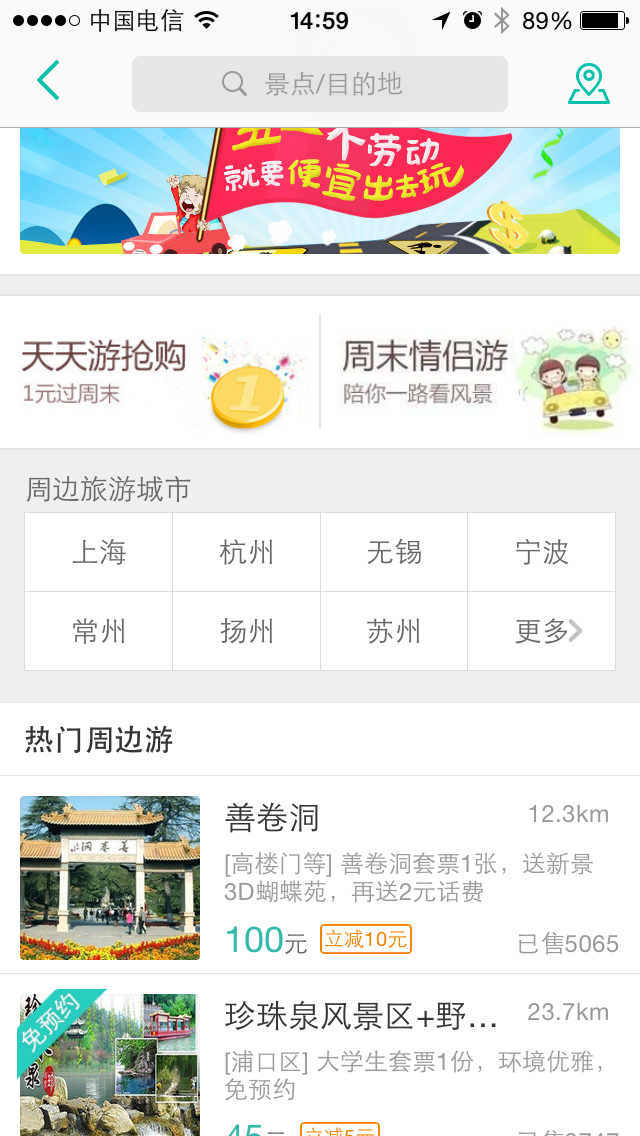 中国电信 14:59 89%
景点/目的地
不劳动
就要便宜出去玩
天天游抢购
1元过周末
1
周末情侣游
陪你一路看风景
周边旅游城市
上海 杭州 无锡 宁波
常州 扬州 苏州 更多
热门周边游
善卷洞 12.3km
[高楼门等] 善卷洞套票1张，送新景
3D蝴蝶苑，再送2元话费
100元 立减10元 已售5065
免预约
珍珠泉风景区+野... 23.7km
[浦口区] 大学生套票1份，环境优雅，
免预约
45元 立减5元